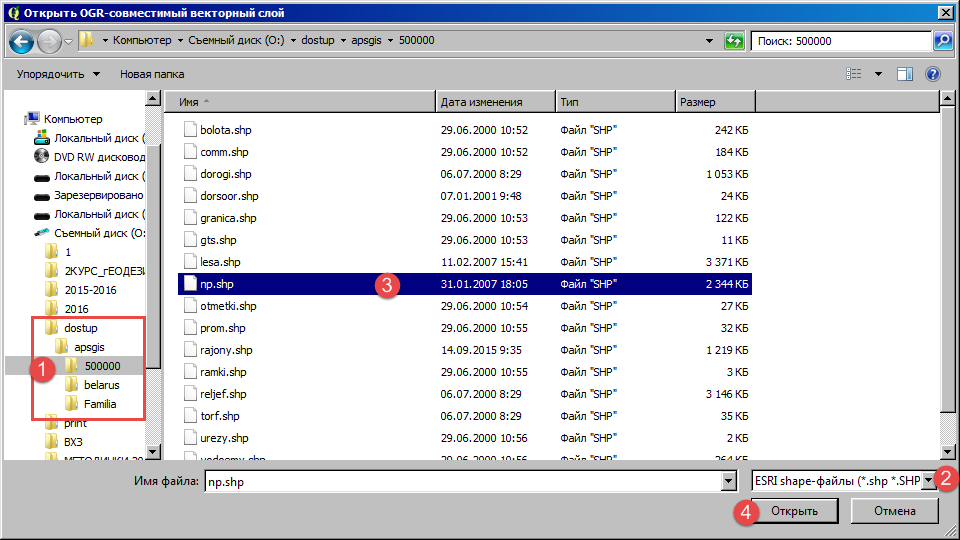 Открыть OGR-совместимый векторный слой
Компьютер Съемный диск (O:) dostup apsgis 500000
Поиск: 500000
Упорядочить Новая папка
Имя Дата изменения Тип Размер
Компьютер
Локальный диск (
DVD RW дисковод
Локальный диск (
Зарезервировано
Локальный диск (
Съемный диск (O:
1
2КУРС_гЕОДЕЗИ
2015-2016
2016
dostup
apsgis
500000
belarus
Familia
print
ВХЗ
1
bolota.shp 29.06.2000 10:52 Файл "SHP" 242 КБ
comm.shp 29.06.2000 10:52 Файл "SHP" 184 КБ
dorogi.shp 06.07.2000 8:29 Файл "SHP" 1 053 КБ
dorsoor.shp 07.01.2001 9:48 Файл "SHP" 24 КБ
granica.shp 29.06.2000 10:53 Файл "SHP" 122 КБ
gts.shp 29.06.2000 10:53 Файл "SHP" 11 КБ
lesa.shp 11.02.2007 15:41 Файл "SHP" 3 371 КБ
np.shp 3 31.01.2007 18:05 Файл "SHP" 2 344 КБ
otmetki.shp 29.06.2000 10:54 Файл "SHP" 27 КБ
prom.shp 29.06.2000 10:55 Файл "SHP" 32 КБ
rajony.shp 14.09.2015 9:35 Файл "SHP" 1 219 КБ
ramki.shp 29.06.2000 10:55 Файл "SHP" 3 КБ
reljef.shp 06.07.2000 8:29 Файл "SHP" 3 146 КБ
torf.shp 06.07.2000 8:29 Файл "SHP" 35 КБ
urezy.shp 29.06.2000 10:56 Файл "SHP" 2 КБ
vodoemy.shp 29.06.2000 10:56 Файл "SHP" 264 КБ
Имя файла: np.shp ESRI shape-файлы (*.shp *.SHP 2
4 Открыть Отмена